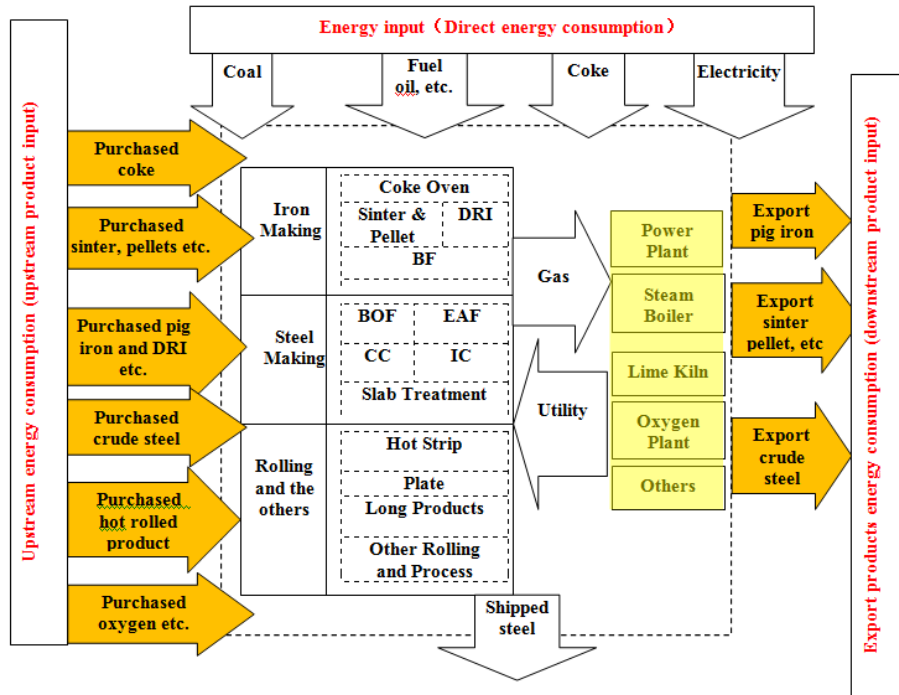 Energy input（Direct energy consumption）
Coal
Fuel
oil, etc.
Coke
Electricity
Upstream energy consumption (upstream product input)
Purchased
coke
Purchased
sinter, pellets etc.
Purchased pig
iron and DRI
etc.
Purchased
crude steel
Purchased
hot rolled
product
Purchased
oxygen etc.
Iron
Making
Coke Oven
Sinter &
Pellet
DRI
BF
Steel
Making
BOF
EAF
CC
IC
Slab Treatment
Rolling
and the
others
Hot Strip
Plate
Long Products
Other Rolling
and Process
Gas
Utility
Power
Plant
Steam
Boiler
Lime Kiln
Oxygen
Plant
Others
Export
pig iron
Export
sinter
pellet, etc
Export
crude
steel
Export products energy consumption (downstream product input)
Shipped
steel